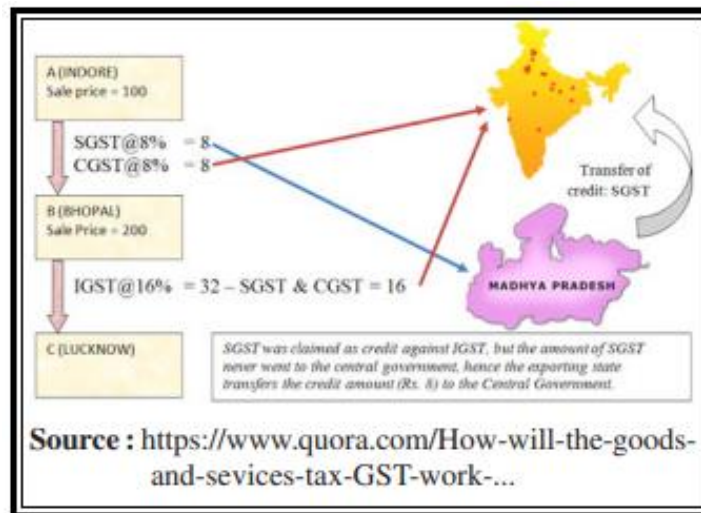 A (INDORE)
Sale price = 100
SGST@8% = 8
CGST@8% = 8
B (BHOPAL)
Sale Price = 200
IGST@16% = 32 – SGST & CGST = 16
C (LUCKNOW)
Transfer of
credit: SGST
MADHYA PRADESH
SGST was claimed as credit against IGST, but the amount of SGST
never went to the central government, hence the exporting state
transfers the credit amount (Rs. 8) to the Central Government.
Source : https://www.quora.com/How-will-the-goods-
and-sevices-tax-GST-work-...